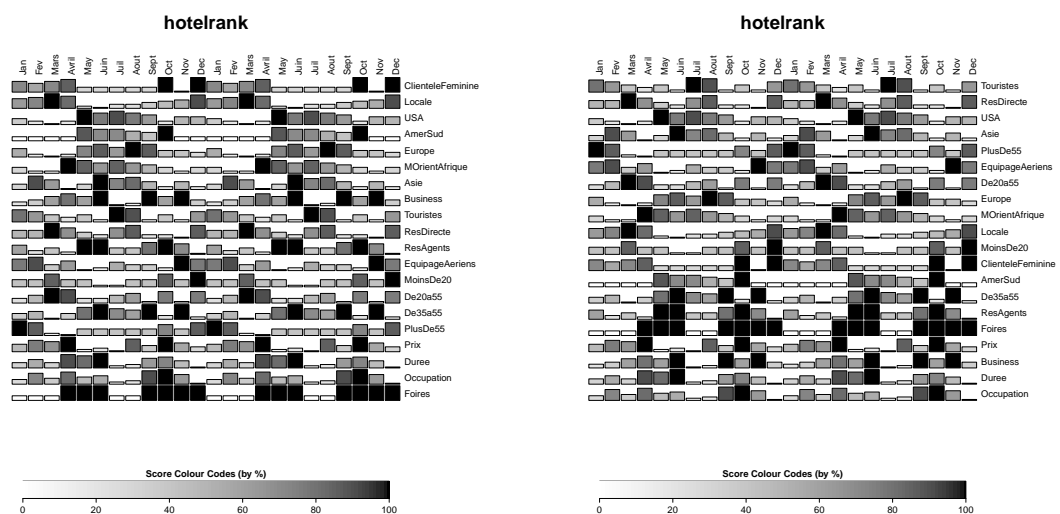 hotelrank
Jan Fev Mars Avril May Juin Juil Aout Sept Oct Nov Dec Jan Fev Mars Avril May Juin Juil Aout Sept Oct Nov Dec
ClienteleFeminine
Locale
USA
AmerSud
Europe
MOrientAfrique
Asie
Business
Touristes
ResDirecte
ResAgents
EquipageAeriens
MoinsDe20
De20a55
De35a55
PlusDe55
Prix
Duree
Occupation
Foires
Score Colour Codes (by %)
0 20 40 60 80 100
hotelrank
Jan Fev Mars Avril May Juin Juil Aout Sept Oct Nov Dec Jan Fev Mars Avril May Juin Juil Aout Sept Oct Nov Dec
Touristes
ResDirecte
USA
Asie
PlusDe55
EquipageAeriens
De20a55
Europe
MOrientAfrique
Locale
MoinsDe20
ClienteleFeminine
AmerSud
De35a55
ResAgents
Foires
Prix
Business
Duree
Occupation
Score Colour Codes (by %)
0 20 40 60 80 100